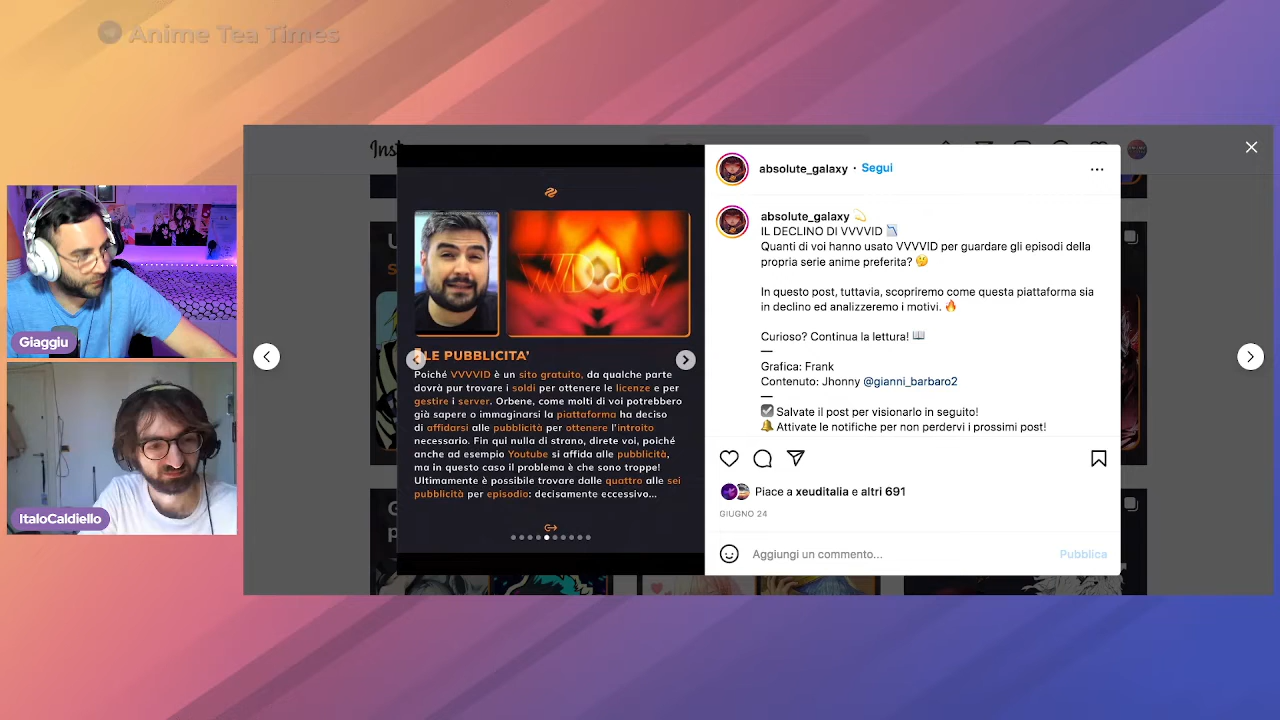 Anime Tea Times
Giaggiu
ItaloCaldiello
Inst
VVVVID daily
LE PUBBLICITA'
Poiché VVVVID è un sito gratuito, da qualche parte
dovrà pur trovare i soldi per ottenere le licenze e per
gestire i server. Orbene, come molti di voi potrebbero
già sapere o immaginarsi la piattaforma ha deciso
di affidarsi alle pubblicità per ottenere l'introito
necessario. Fin qui nulla di strano, direte voi, poiché
anche ad esempio Youtube si affida alle pubblicità,
ma in questo caso il problema è che sono troppe!
Ultimamente è possibile trovare dalle quattro alle sei
pubblicità per episodio: decisamente eccessivo...
absolute_galaxy • Segui
absolute_galaxy 💫
IL DECLINO DI VVVVID 📉
Quanti di voi hanno usato VVVVID per guardare gli episodi della
propria serie anime preferita? 🤔
In questo post, tuttavia, scopriremo come questa piattaforma sia
in declino ed analizzeremo i motivi. 🔥
Curioso? Continua la lettura! 📖
—
Grafica: Frank
Contenuto: Jhonny @gianni_barbaro2
—
☑️ Salvate il post per visionarlo in seguito!
🔔 Attivate le notifiche per non perdervi i prossimi post!
Piace a xeuditalia e altri 691
GIUGNO 24
Aggiungi un commento...
Pubblica